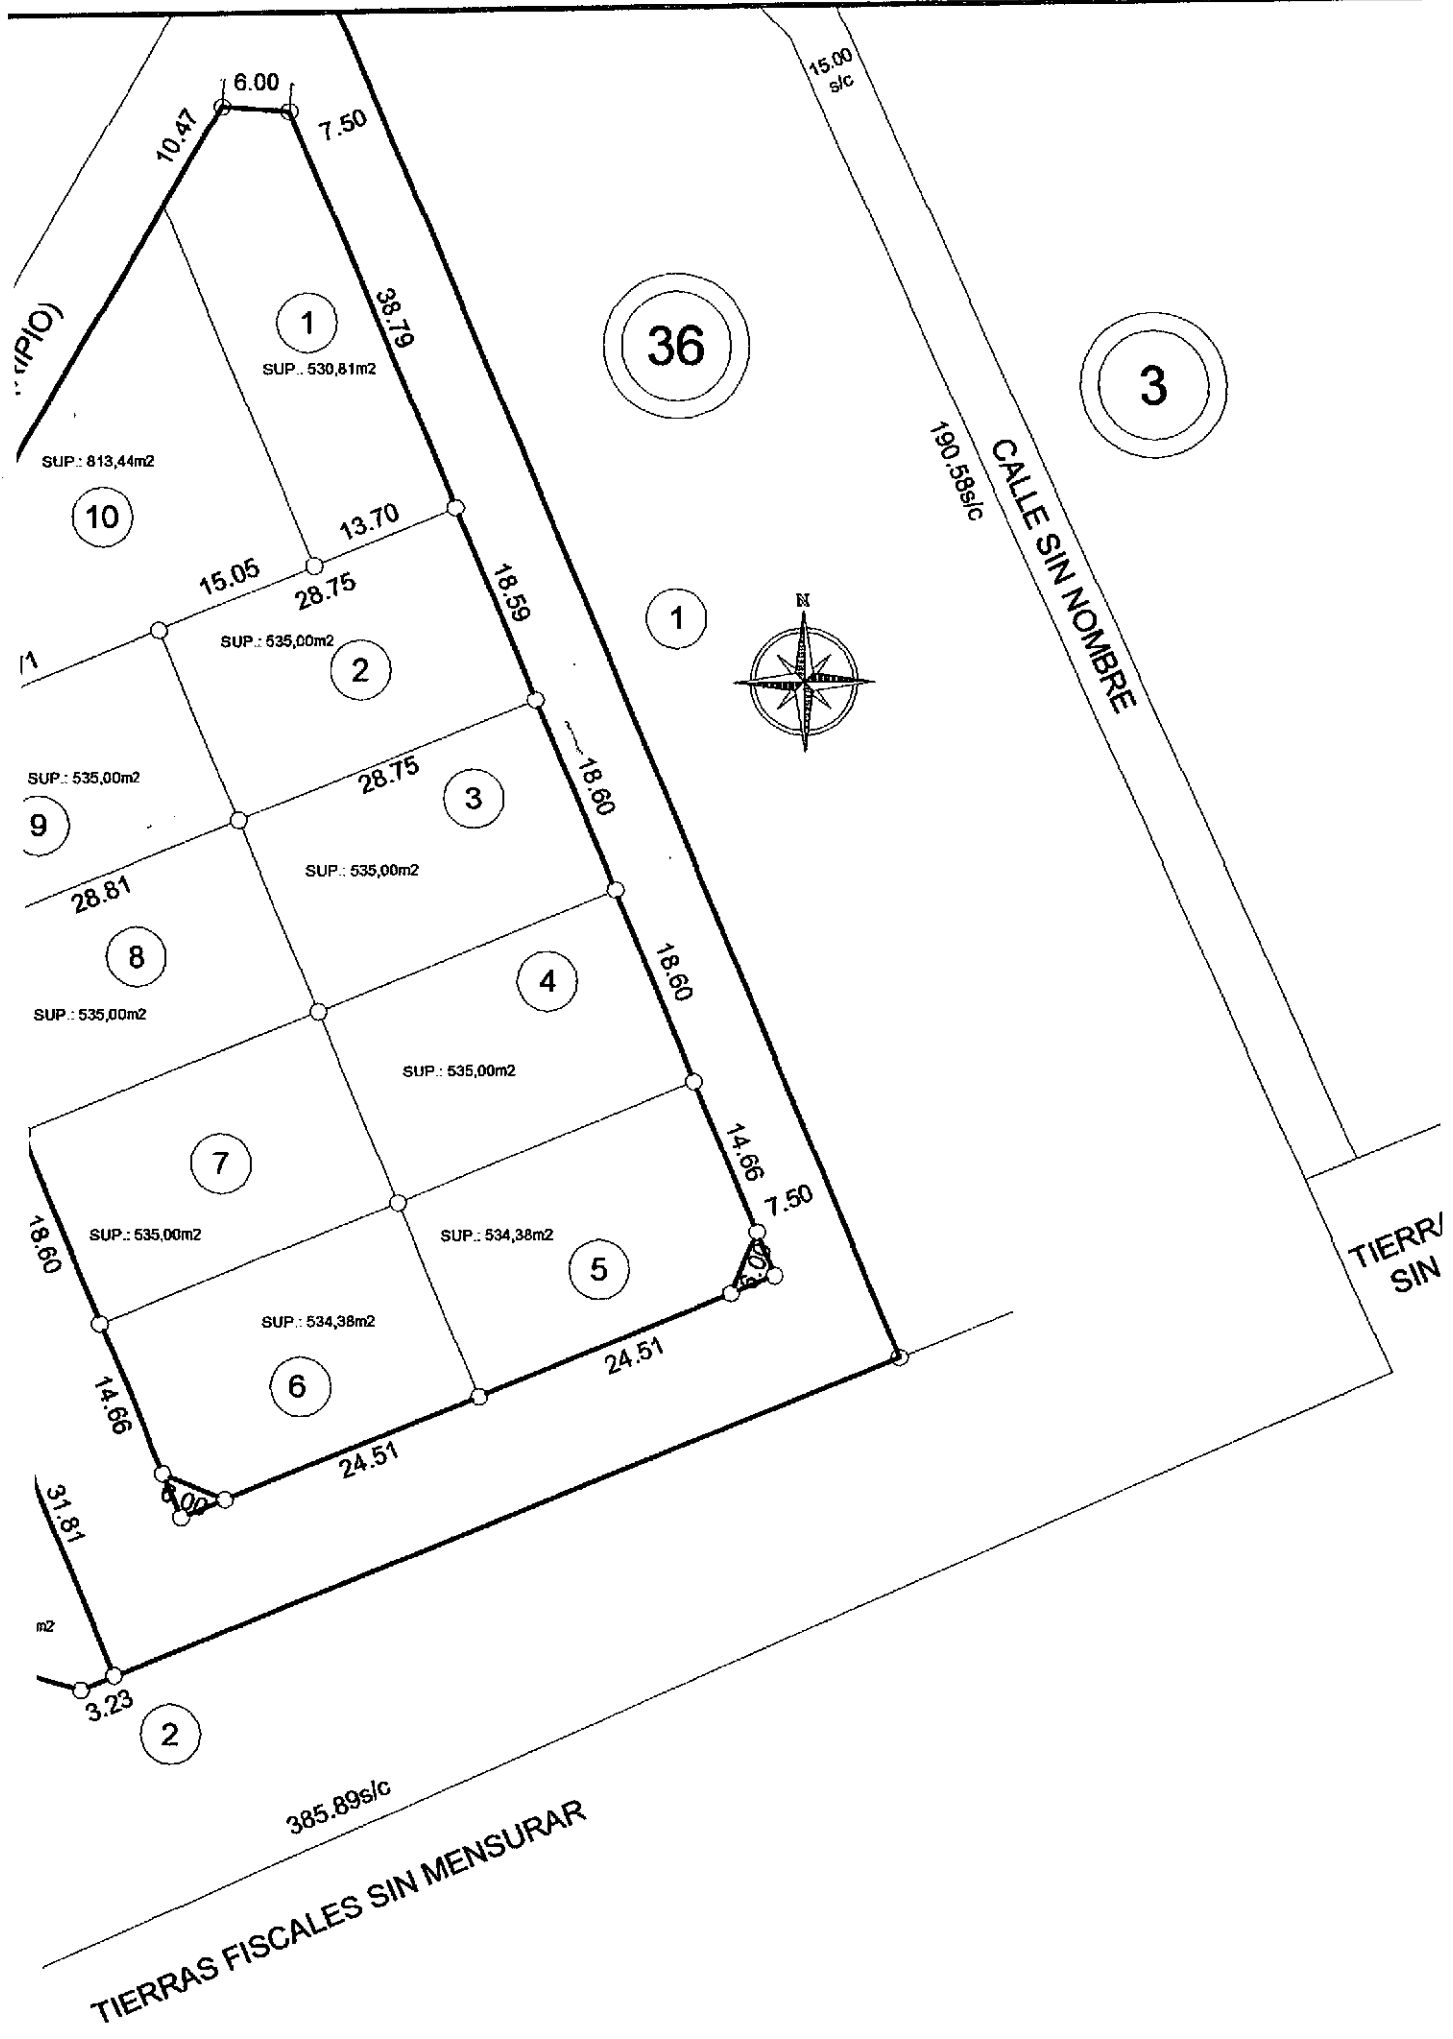 6.00
15.00
s/c
10.47
7.50
38.79
1
SUP.: 530,81m2
36
3
SUP.: 813,44m2
10
190.58s/c
CALLE SIN NOMBRE
13.70
15.05
28.75
18.59
1
N
SUP.: 535,00m2
2
SUP.: 535,00m2
9
28.75
3
18.60
SUP.: 535,00m2
28.81
8
SUP.: 535,00m2
4
18.60
SUP.: 535,00m2
7
14.66
7.50
SUP.: 535,00m2
18.60
SUP.: 534,38m2
5
6.00
TIERRA
SIN
SUP.: 534,38m2
6
24.51
14.66
24.51
6.00
31.81
m2
3.23
2
385.89s/c
TIERRAS FISCALES SIN MENSURAR